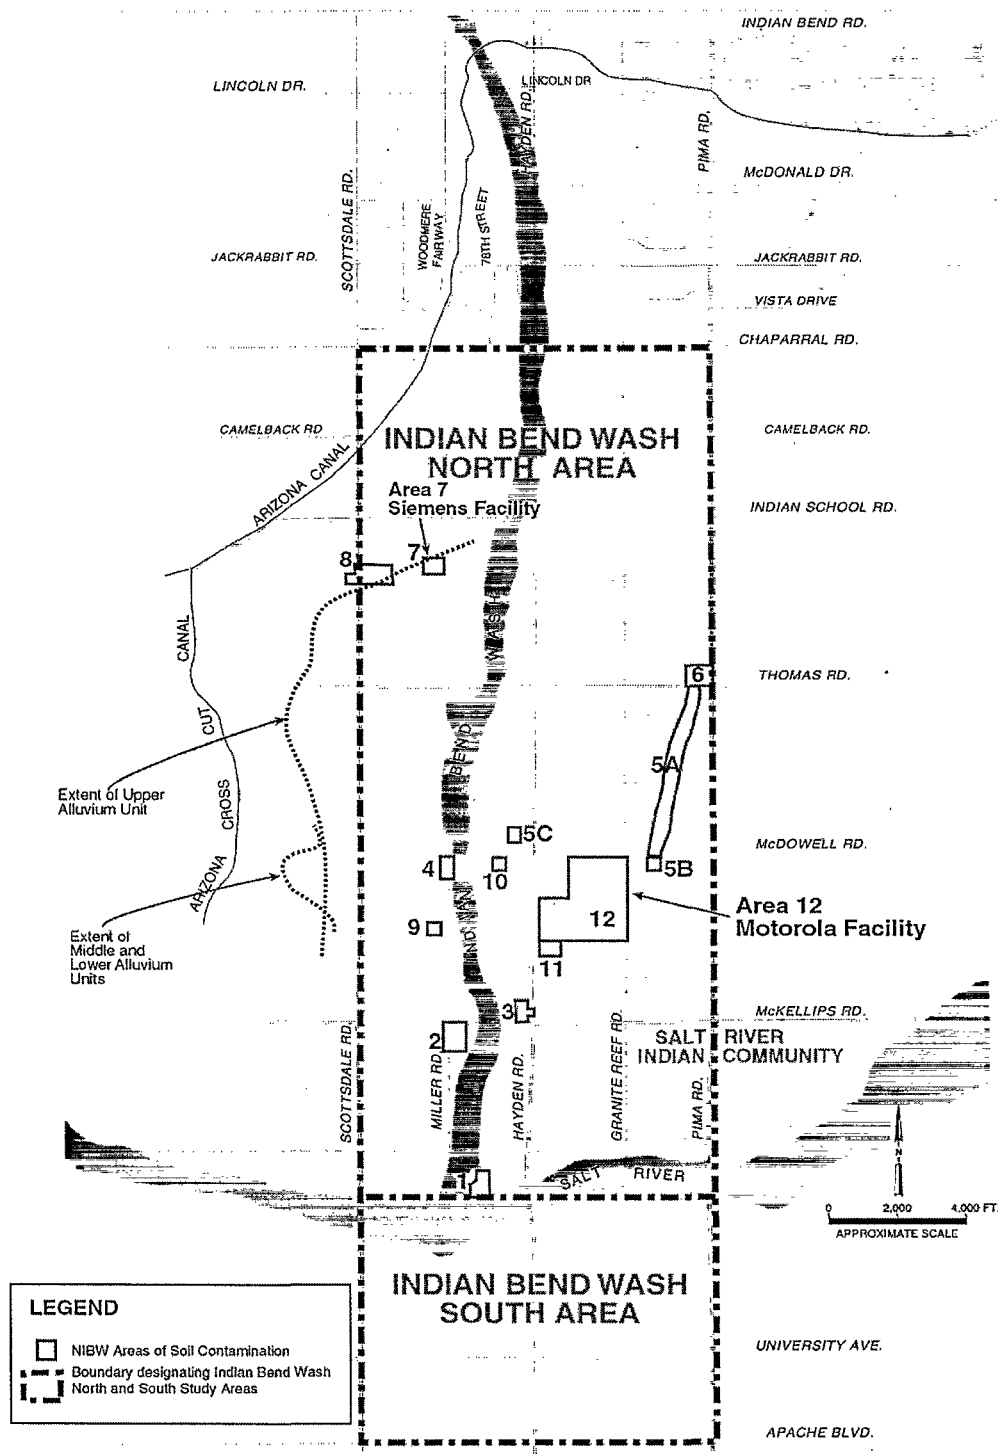 INDIAN BEND RD.
LINCOLN DR.
LINCOLN DR
HAYDEN RD.
PIMA RD.
McDONALD DR.
SCOTTSDALE RD.
WOODMERE
FAIRWAY
78TH STREET
JACKRABBIT RD.
JACKRABBIT RD.
VISTA DRIVE
CHAPARRAL RD.
CAMELBACK RD
INDIAN BEND WASH
NORTH AREA
CAMELBACK RD.
ARIZONA CANAL
Area 7
Siemens Facility
INDIAN SCHOOL RD.
8
7
WASH
CANAL
6
THOMAS RD.
CUT
BEND
5A
Extent of Upper
Alluvium Unit
CROSS
5C
McDOWELL RD.
4
10
5B
ARIZONA
INDIAN
12
Area 12
Motorola Facility
9
Extent of
Middle and
Lower Alluvium
Units
11
3
McKELLIPS RD.
2
SALT RIVER
INDIAN COMMUNITY
SCOTTSDALE RD.
MILLER RD.
HAYDEN RD.
GRANITE REEF RD.
PIMA RD.
N
1
SALT RIVER
0 2,000 4,000 FT.
APPROXIMATE SCALE
INDIAN BEND WASH
SOUTH AREA
LEGEND
NIBW Areas of Soil Contamination
Boundary designating Indian Bend Wash
North and South Study Areas
UNIVERSITY AVE.
APACHE BLVD.